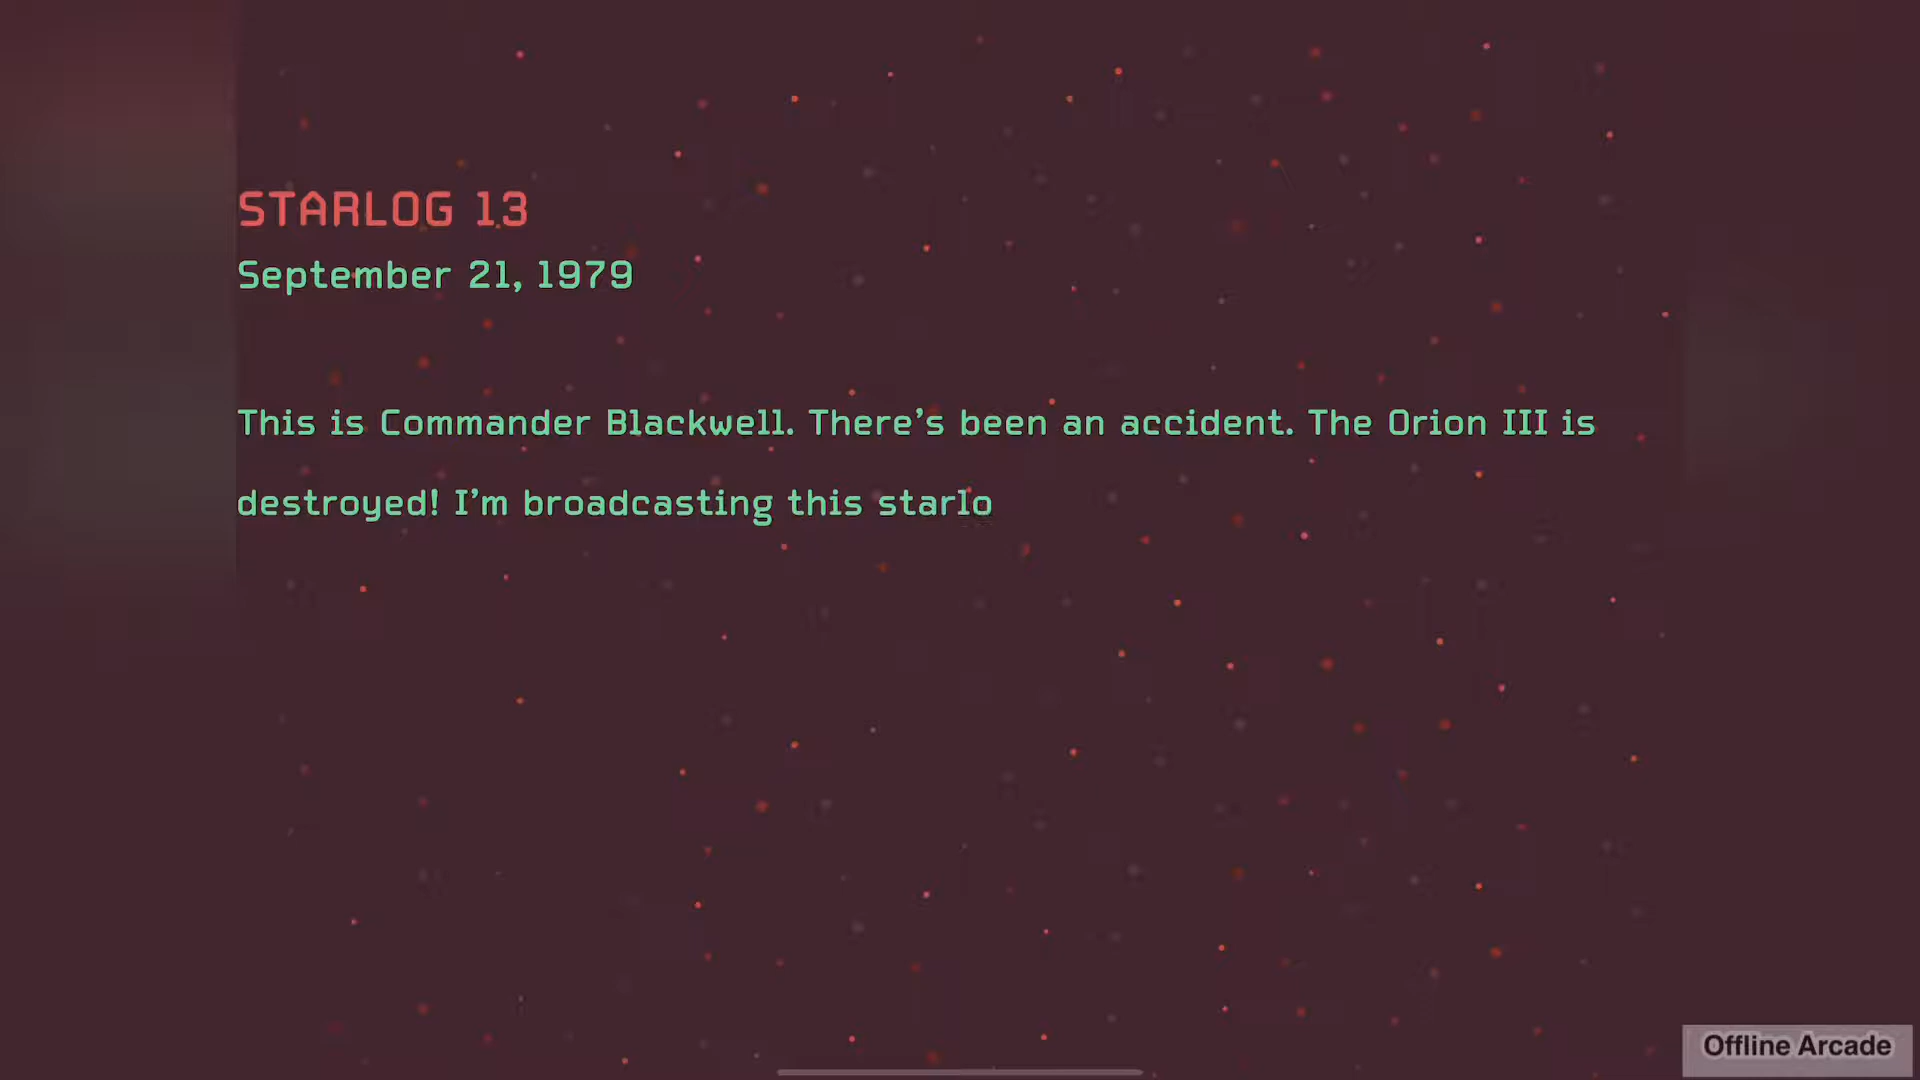 STARLOG 13
September 21, 1979
This is Commander Blackwell. There's been an accident. The Orion III is
destroyed! I'm broadcasting this starlo
Offline Arcade